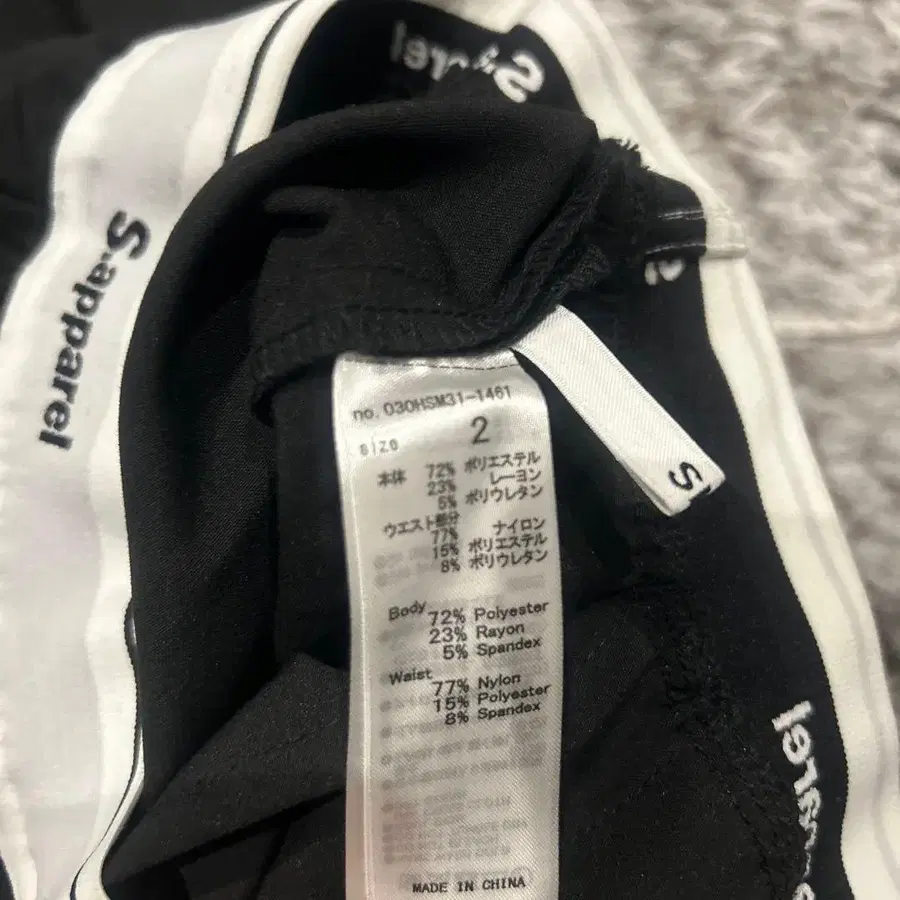 S.apparel
no. 030HSM31-1461
size 2
本体 72% ポリエステル
23% レーヨン
5% ポリウレタン
ウエスト部分
77% ナイロン
15% ポリエステル
8% ポリウレタン
Body
72% Polyester
23% Rayon
5% Spandex
Waist
77% Nylon
15% Polyester
8% Spandex
MADE IN CHINA